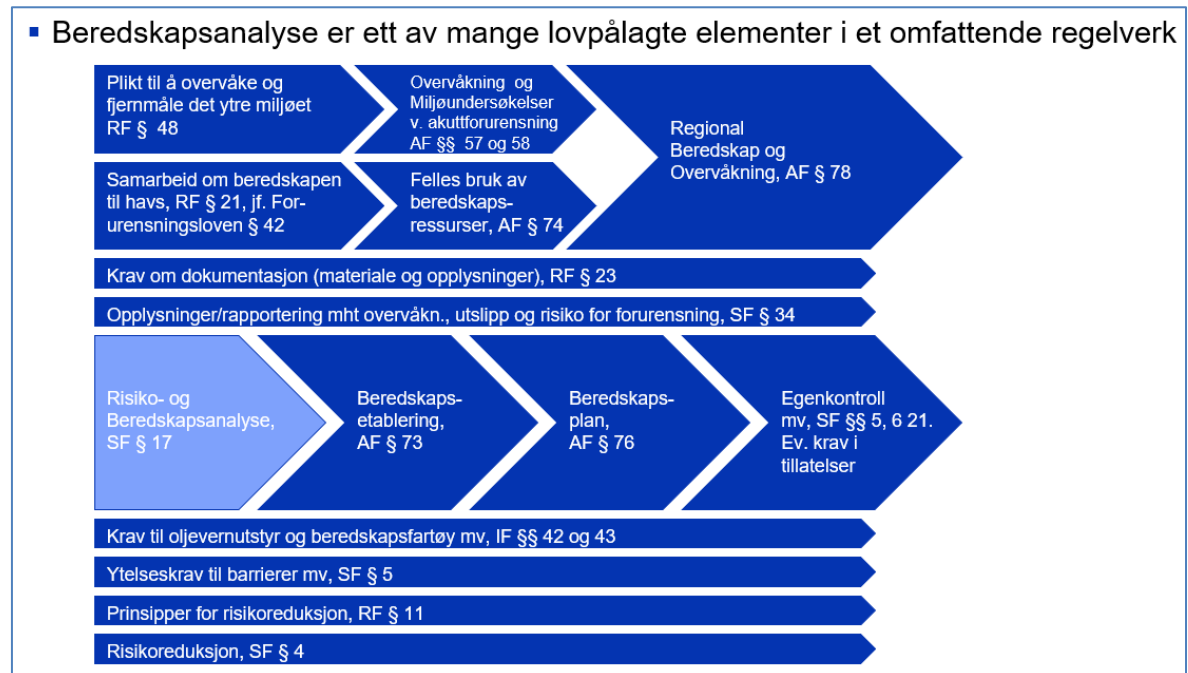 ▪ Beredskapsanalyse er ett av mange lovpålagte elementer i et omfattende regelverk
Plikt til å overvåke og
fjernmåle det ytre miljøet
RF § 48
Overvåkning og
Miljøundersøkelser
v. akuttforurensning
AF §§ 57 og 58
Regional
Beredskap og
Overvåkning, AF § 78
Samarbeid om beredskapen
til havs, RF § 21, jf. For-
urensningsloven § 42
Felles bruk av
beredskaps-
ressurser, AF § 74
Krav om dokumentasjon (materiale og opplysninger), RF § 23
Opplysninger/rapportering mht overvåkn., utslipp og risiko for forurensning, SF § 34
Risiko- og
Beredskapsanalyse,
SF § 17
Beredskaps-
etablering,
AF § 73
Beredskaps-
plan,
AF § 76
Egenkontroll
mv, SF §§ 5, 6 21.
Ev. krav i
tillatelser
Krav til oljevernutstyr og beredskapsfartøy mv, IF §§ 42 og 43
Ytelseskrav til barrierer mv, SF § 5
Prinsipper for risikoreduksjon, RF § 11
Risikoreduksjon, SF § 4